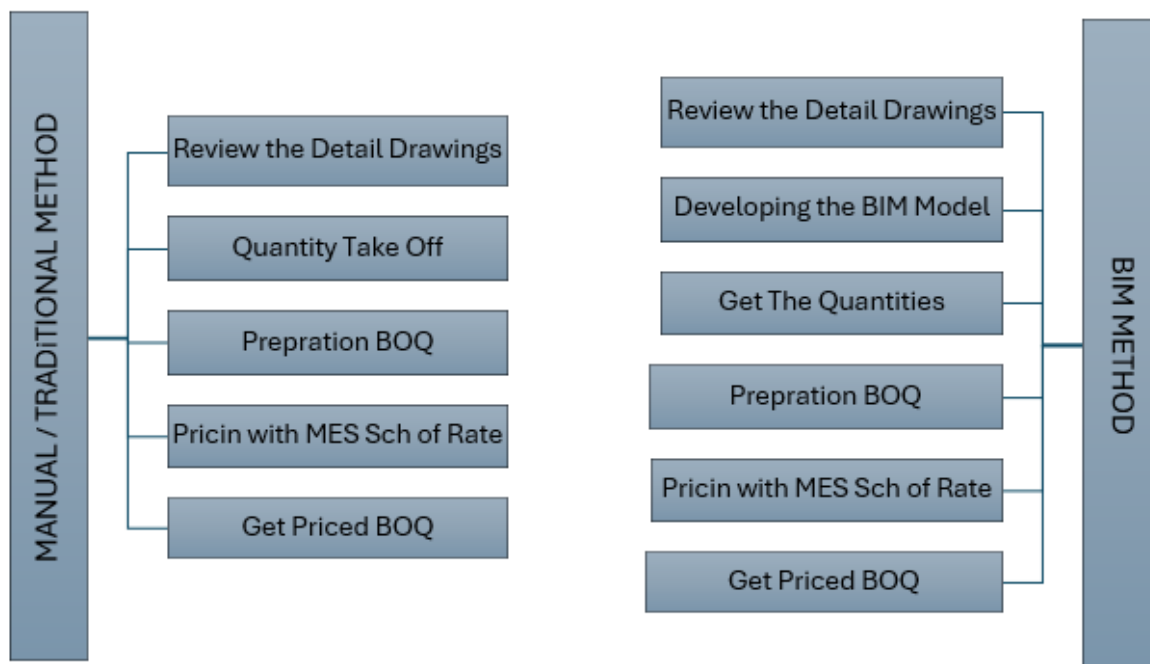 MANUAL / TRADiTIONAL METHOD
Review the Detail Drawings
Quantity Take Off
Prepration BOQ
Pricin with MES Sch of Rate
Get Priced BOQ
BIM METHOD
Review the Detail Drawings
Developing the BIM Model
Get The Quantities
Prepration BOQ
Pricin with MES Sch of Rate
Get Priced BOQ